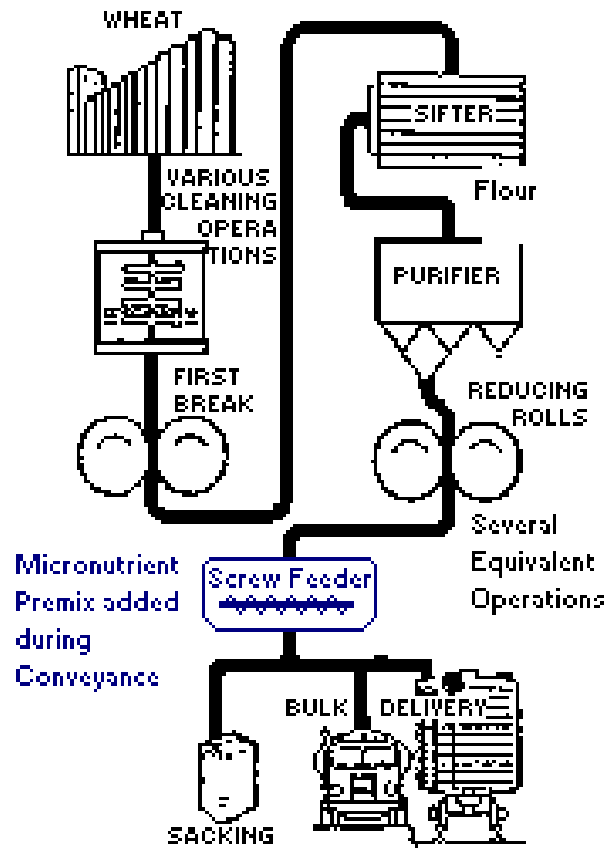 WHEAT
VARIOUS
CLEANING
OPERA
TIONS
SIFTER
Flour
PURIFIER
FIRST
BREAK
REDUCING
ROLLS
Several
Equivalent
Operations
Micronutrient
Premix added
during
Conveyance
Screw Feeder
BULK DELIVERY
SACKING